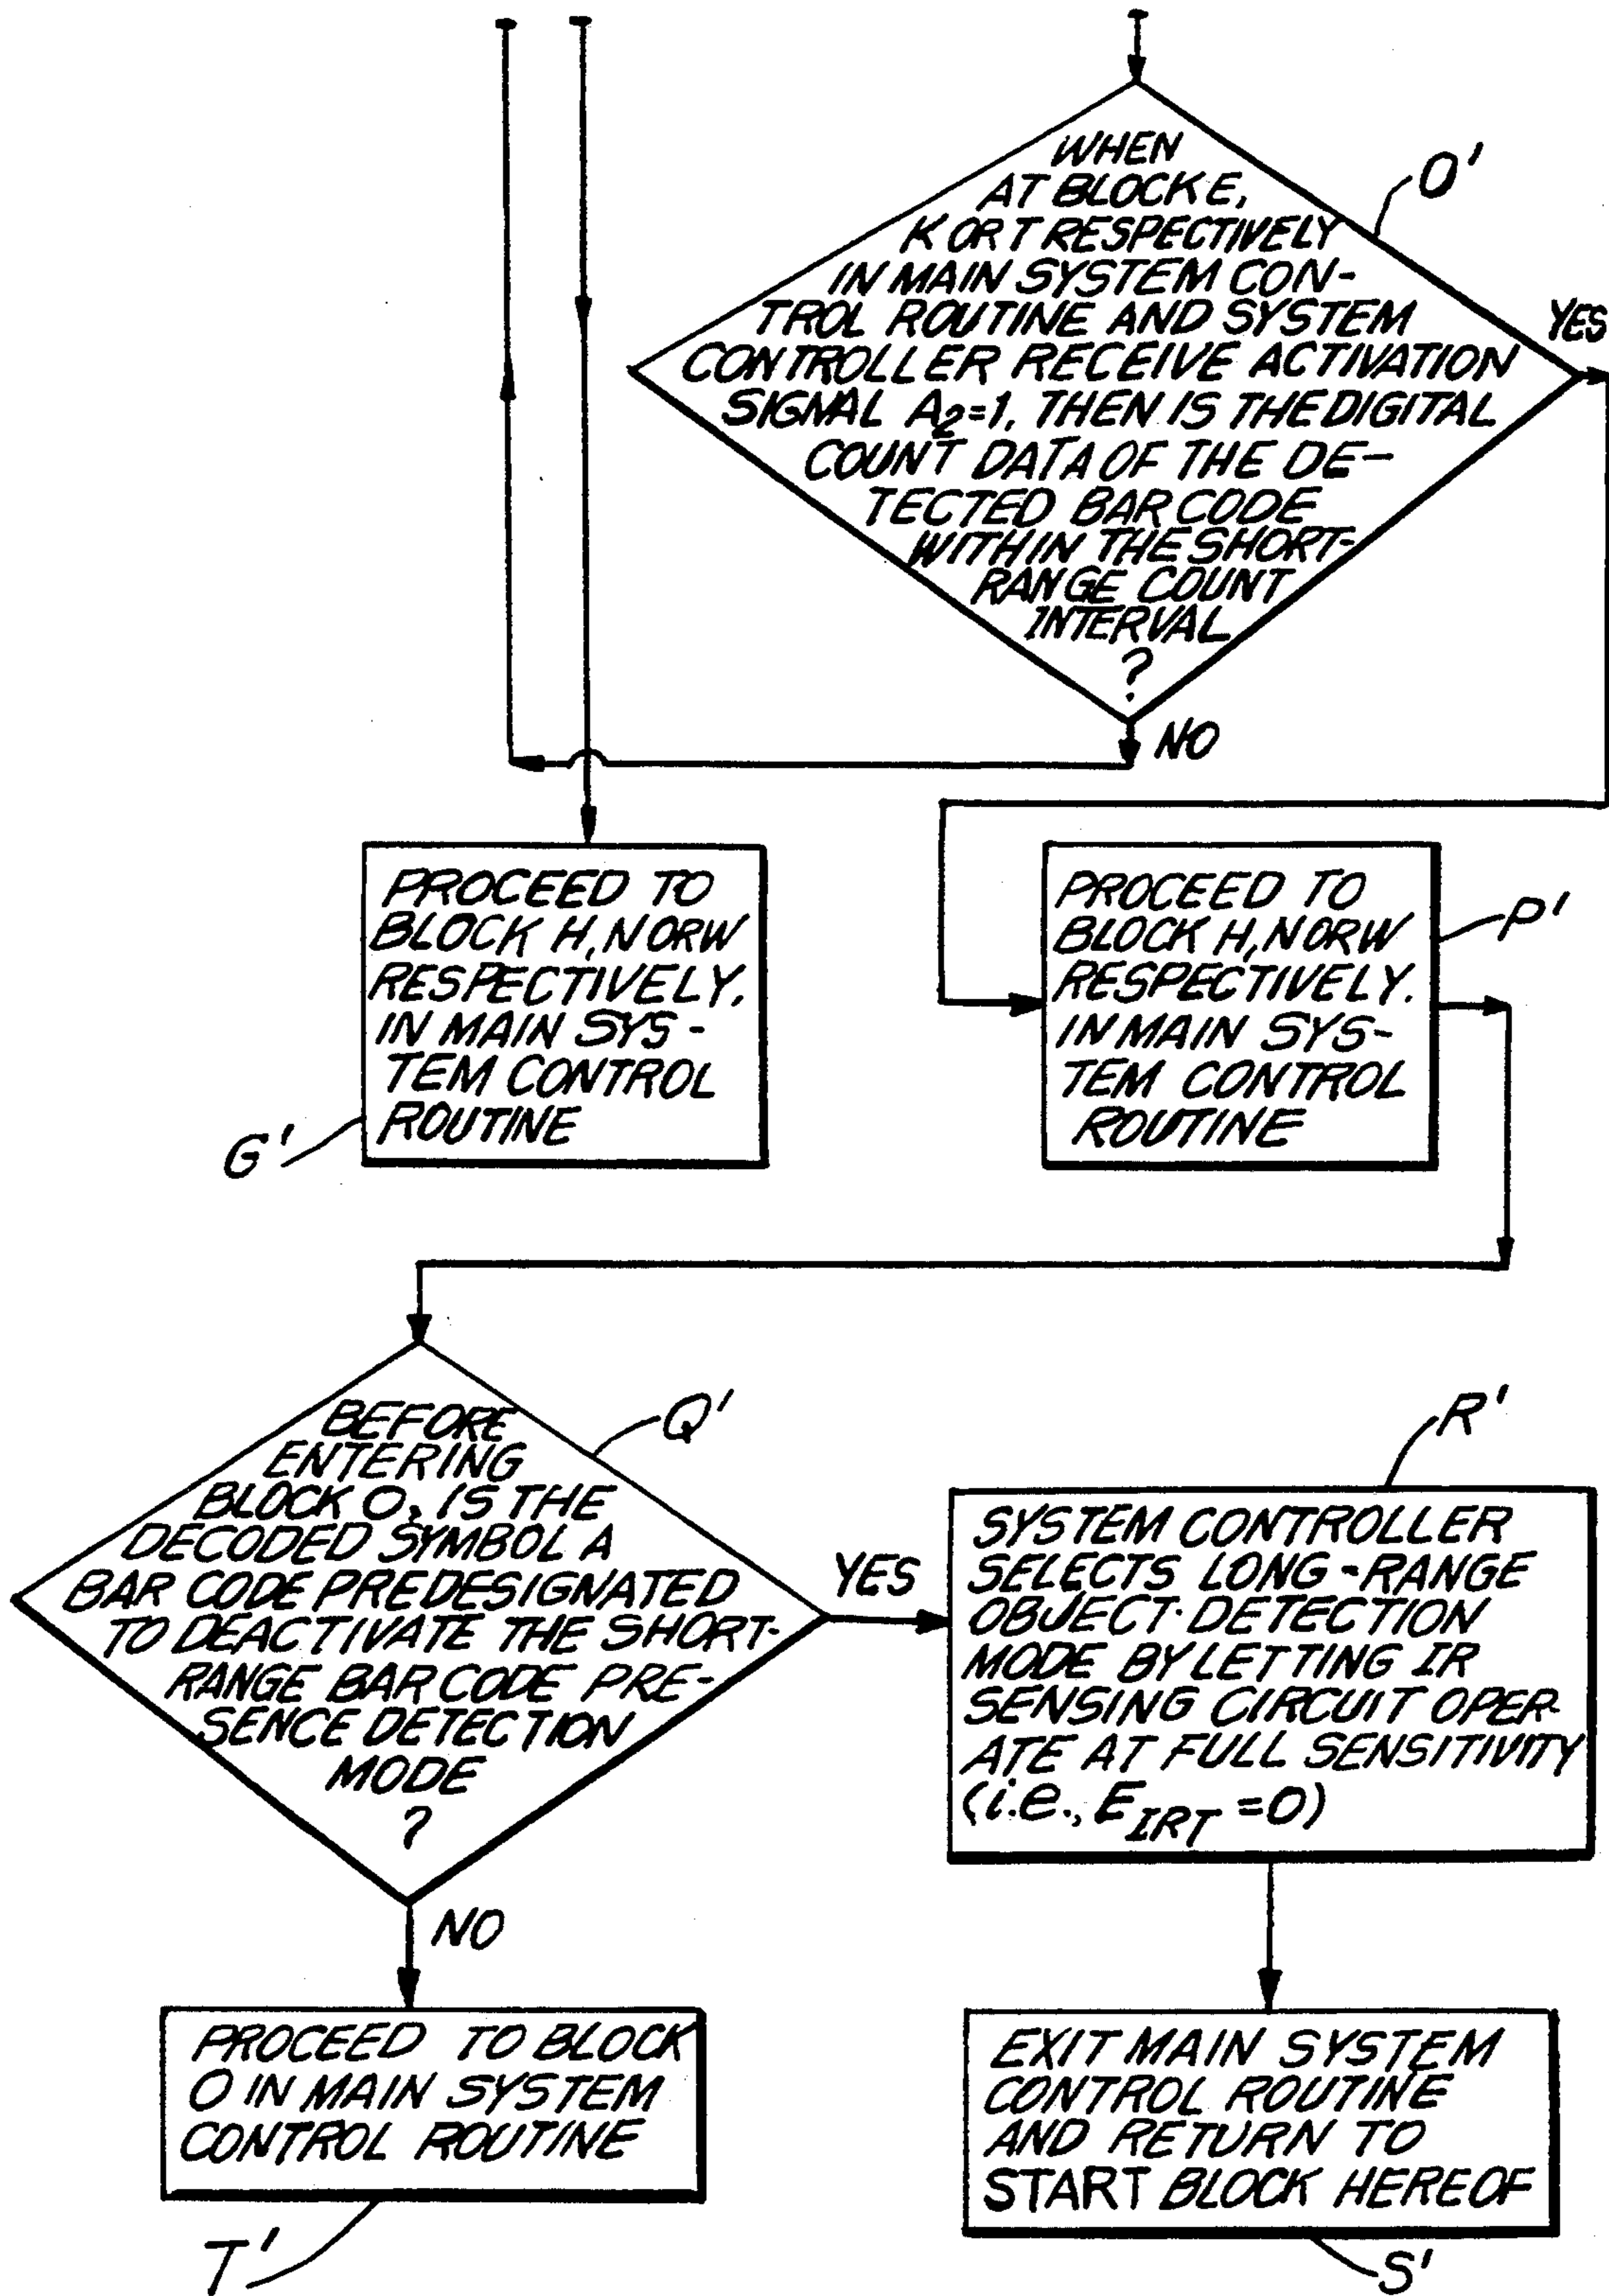 WHEN
AT BLOCK E,
K OR T RESPECTIVELY
IN MAIN SYSTEM CON-
TROL ROUTINE AND SYSTEM
CONTROLLER RECEIVE ACTIVATION
SIGNAL A2=1, THEN IS THE DIGITAL
COUNT DATA OF THE DE-
TECTED BAR CODE
WITHIN THE SHORT-
RANGE COUNT
INTERVAL
?
O'
YES
NO
PROCEED TO
BLOCK H, N OR W
RESPECTIVELY,
IN MAIN SYS-
TEM CONTROL
ROUTINE
G'
PROCEED TO
BLOCK H, N OR W
RESPECTIVELY.
IN MAIN SYS-
TEM CONTROL
ROUTINE
P'
BEFORE
ENTERING
BLOCK O, IS THE
DECODED SYMBOL A
BAR CODE PREDESIGNATED
TO DEACTIVATE THE SHORT-
RANGE BAR CODE PRE-
SENCE DETECTION
MODE
?
Q'
YES
NO
R'
SYSTEM CONTROLLER
SELECTS LONG-RANGE
OBJECT-DETECTION
MODE BY LETTING IR
SENSING CIRCUIT OPER-
ATE AT FULL SENSITIVITY
(i.e., E_IRT = 0)
PROCEED TO BLOCK
O IN MAIN SYSTEM
CONTROL ROUTINE
T'
EXIT MAIN SYSTEM
CONTROL ROUTINE
AND RETURN TO
START BLOCK HEREOF
S'